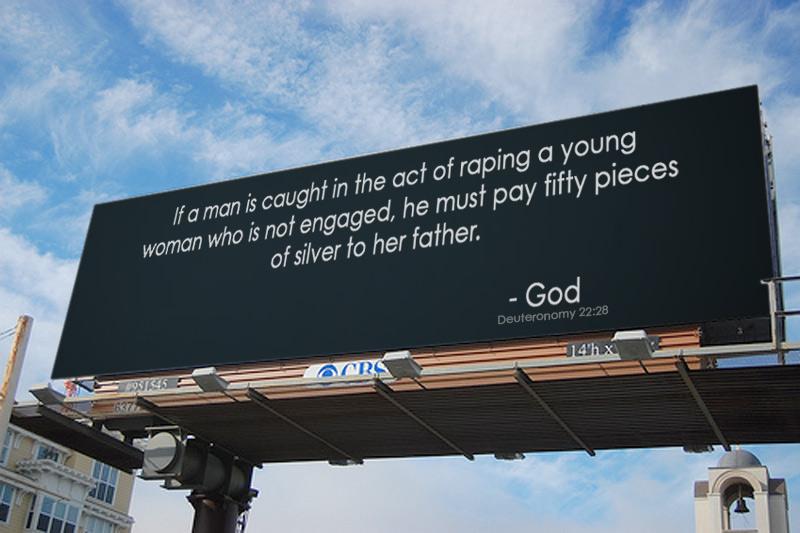 If a man is caught in the act of raping a young
woman who is not engaged, he must pay fifty pieces
of silver to her father.
- God
Deuteronomy 22:28
CBS
14'h x